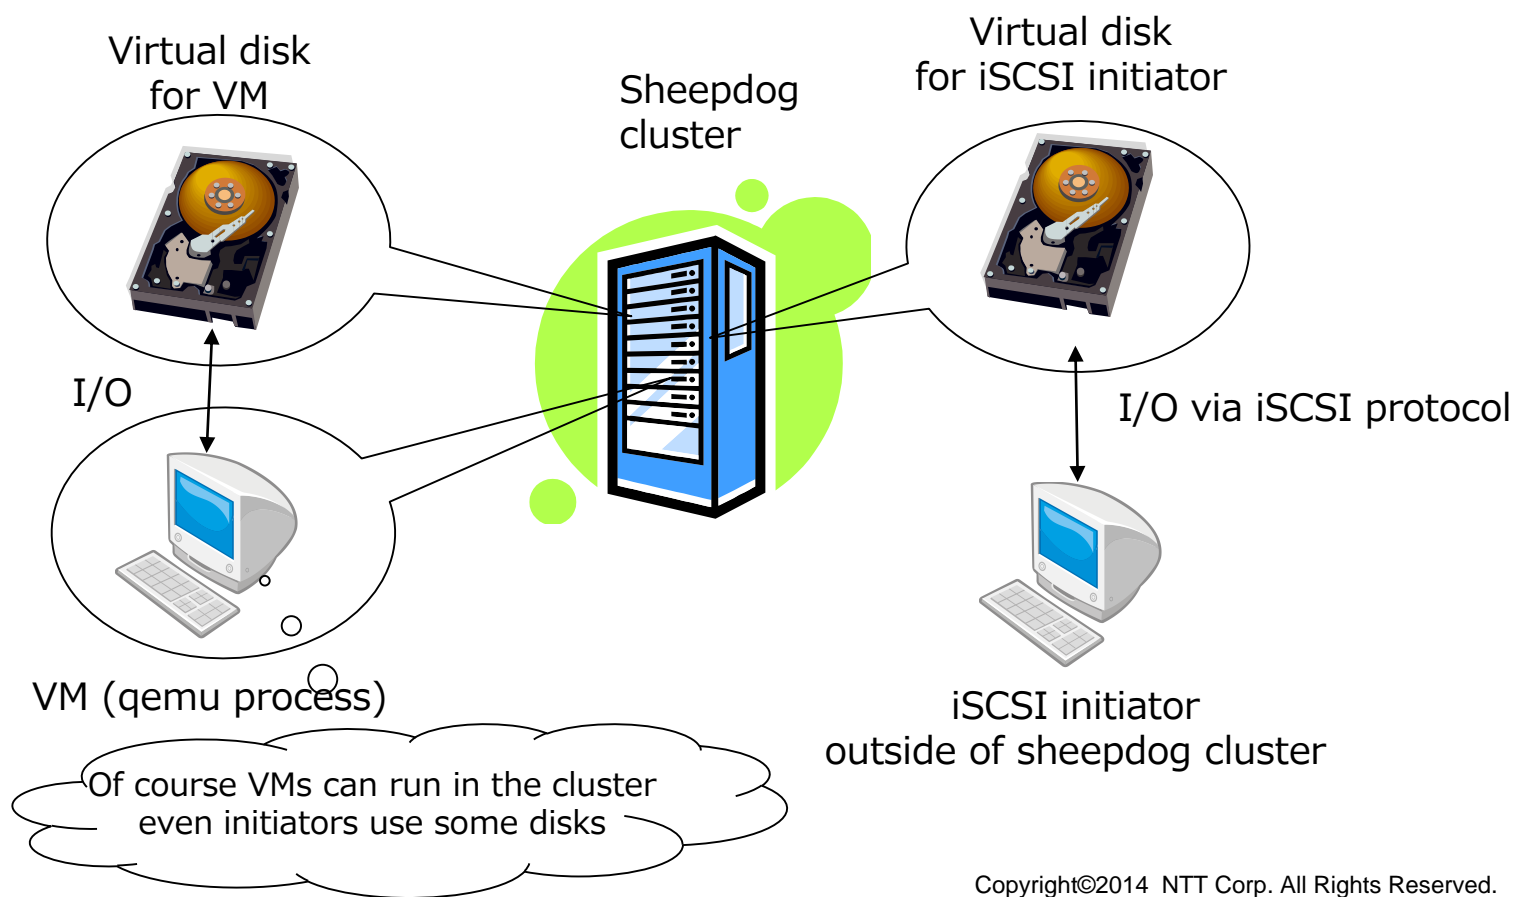 Virtual disk
for VM
Sheepdog
cluster
Virtual disk
for iSCSI initiator
I/O
I/O via iSCSI protocol
VM (qemu process)
iSCSI initiator
outside of sheepdog cluster
Of course VMs can run in the cluster
even initiators use some disks
Copyright©2014 NTT Corp. All Rights Reserved.